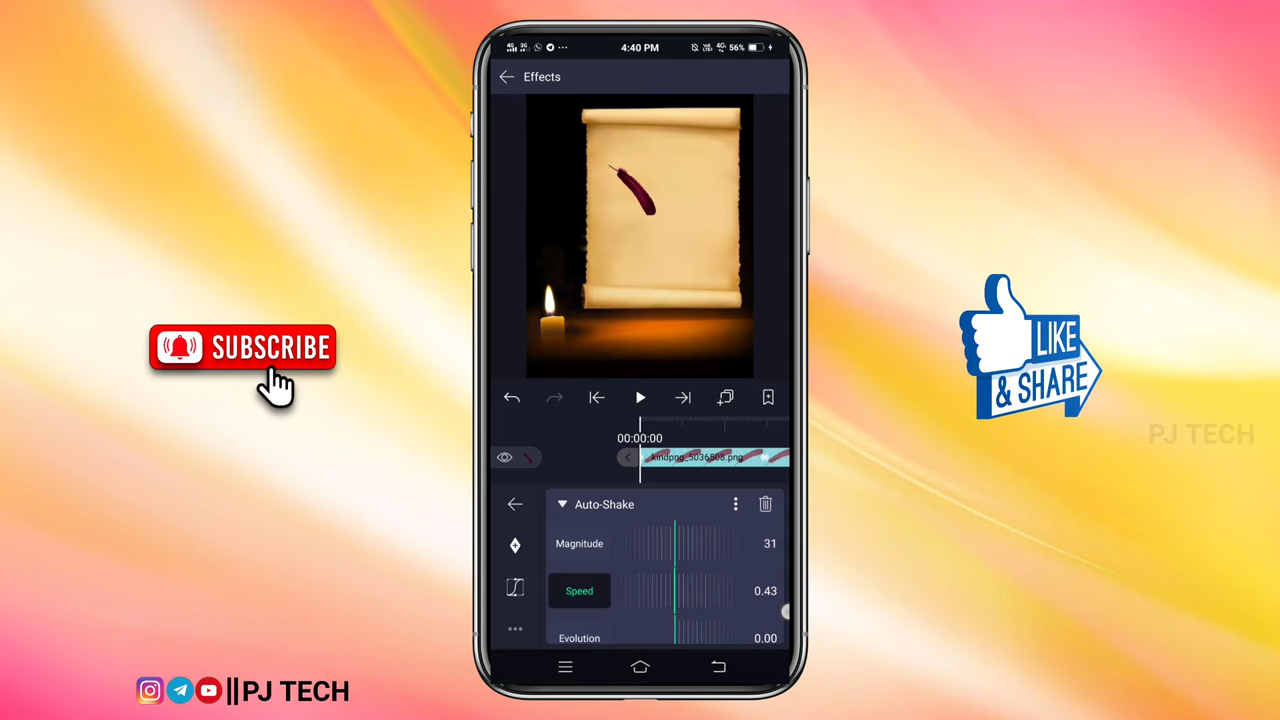 4:40 PM
56%
Effects
SUBSCRIBE
LIKE
& SHARE
PJ TECH
00:00:00
kindpng_5036508.png
Auto-Shake
Magnitude 31
Speed 0.43
Evolution 0.00
||PJ TECH